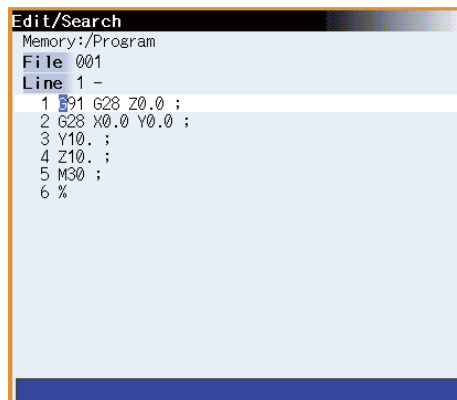 Edit/Search
Memory:/Program
File 001
Line 1 -
1 G91 G28 Z0.0 ;
2 G28 X0.0 Y0.0 ;
3 Y10. ;
4 Z10. ;
5 M30 ;
6 %